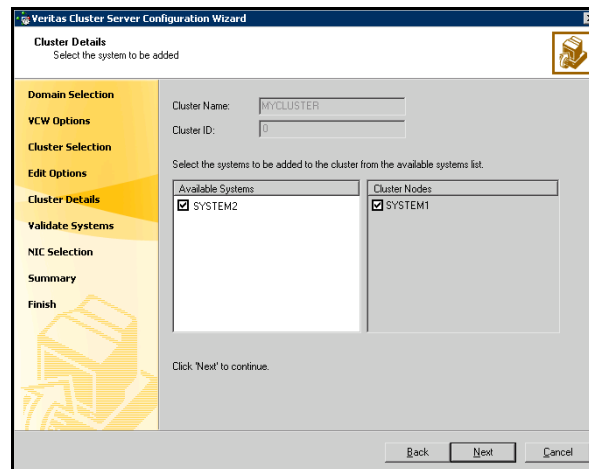 Veritas Cluster Server Configuration Wizard
Cluster Details
Select the system to be added
Domain Selection
VCW Options
Cluster Selection
Edit Options
Cluster Details
Validate Systems
NIC Selection
Summary
Finish
Cluster Name: MYCLUSTER
Cluster ID: 0
Select the systems to be added to the cluster from the available systems list.
Available Systems
SYSTEM2
Cluster Nodes
SYSTEM1
Click 'Next' to continue.
Back Next Cancel